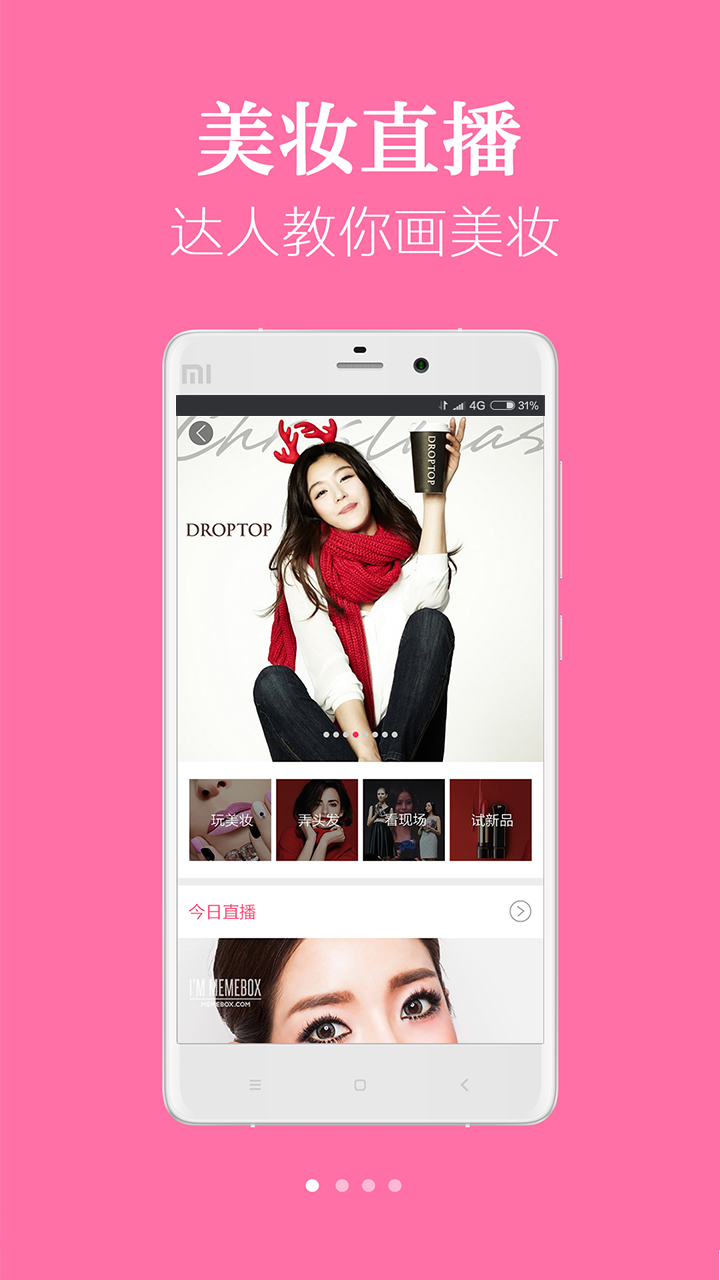 美妆直播
达人教你画美妆
MI
4G 31%
Christmas
DROPTOP
DROPTOP
玩美妆 弄头发 看现场 试新品
今日直播
I'M MEMEBOX
MEMEBOX.COM